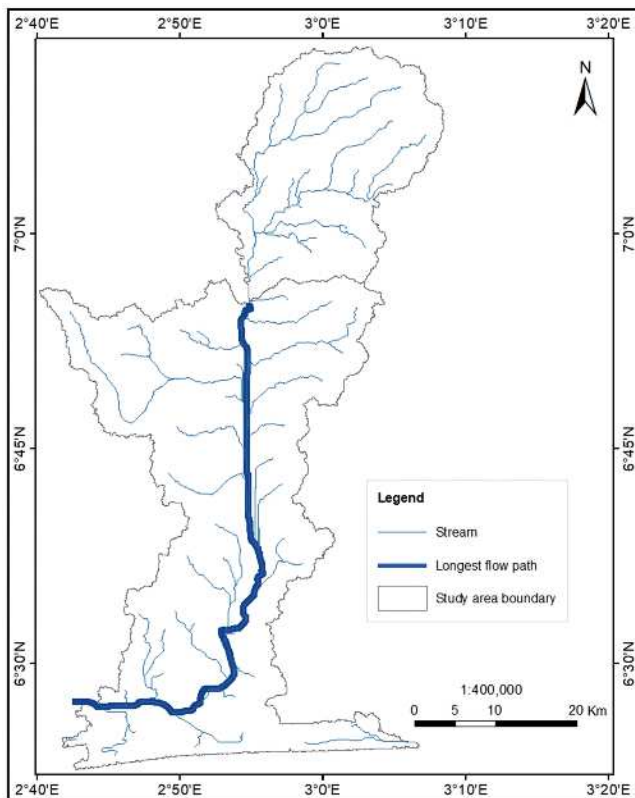 2°40'E 2°50'E 3°0'E 3°10'E 3°20'E
N
7°0'N 7°0'N
6°45'N 6°45'N
Legend
Stream
Longest flow path
Study area boundary
6°30'N 6°30'N
1:400,000
0 5 10 20 Km
2°40'E 2°50'E 3°0'E 3°10'E 3°20'E